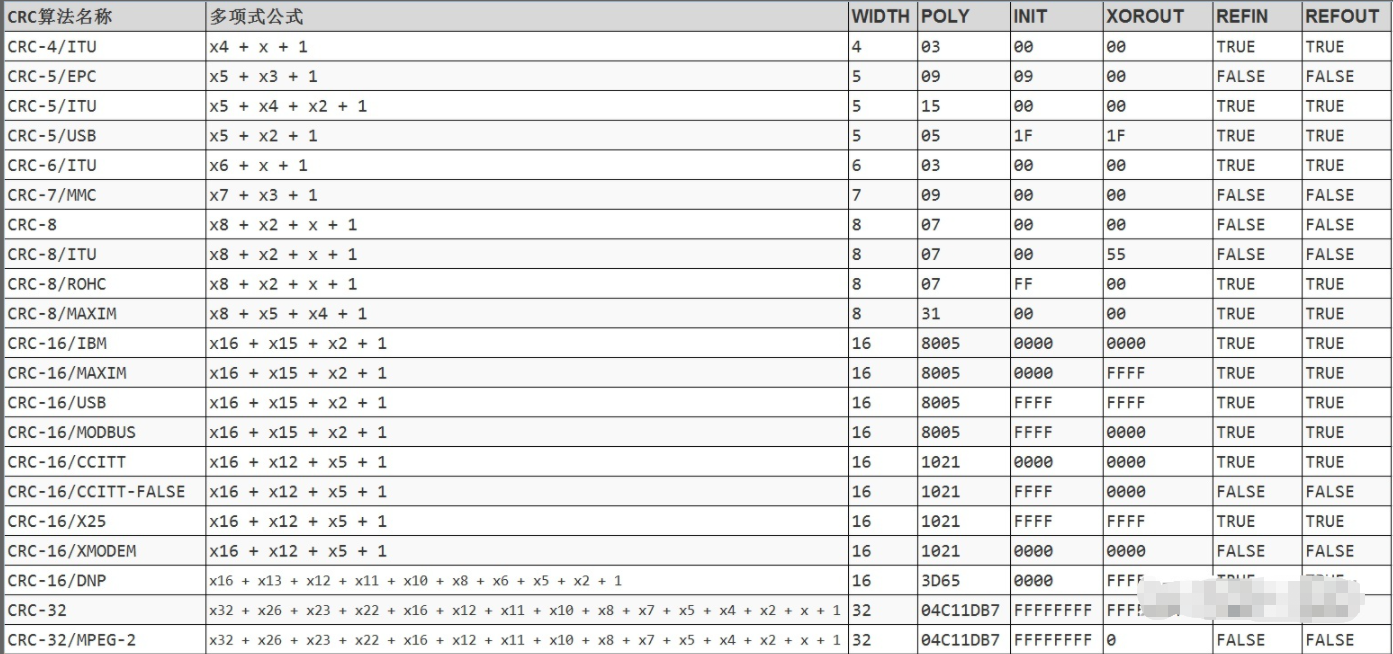 CRC算法名称 多项式公式 WIDTH POLY INIT XOROUT REFIN REFOUT
CRC-4/ITU x4 + x + 1 4 03 00 00 TRUE TRUE
CRC-5/EPC x5 + x3 + 1 5 09 09 00 FALSE FALSE
CRC-5/ITU x5 + x4 + x2 + 1 5 15 00 00 TRUE TRUE
CRC-5/USB x5 + x2 + 1 5 05 1F 1F TRUE TRUE
CRC-6/ITU x6 + x + 1 6 03 00 00 TRUE TRUE
CRC-7/MMC x7 + x3 + 1 7 09 00 00 FALSE FALSE
CRC-8 x8 + x2 + x + 1 8 07 00 00 FALSE FALSE
CRC-8/ITU x8 + x2 + x + 1 8 07 00 55 FALSE FALSE
CRC-8/ROHC x8 + x2 + x + 1 8 07 FF 00 TRUE TRUE
CRC-8/MAXIM x8 + x5 + x4 + 1 8 31 00 00 TRUE TRUE
CRC-16/IBM x16 + x15 + x2 + 1 16 8005 0000 0000 TRUE TRUE
CRC-16/MAXIM x16 + x15 + x2 + 1 16 8005 0000 FFFF TRUE TRUE
CRC-16/USB x16 + x15 + x2 + 1 16 8005 FFFF FFFF TRUE TRUE
CRC-16/MODBUS x16 + x15 + x2 + 1 16 8005 FFFF 0000 TRUE TRUE
CRC-16/CCITT x16 + x12 + x5 + 1 16 1021 0000 0000 TRUE TRUE
CRC-16/CCITT-FALSE x16 + x12 + x5 + 1 16 1021 FFFF 0000 FALSE FALSE
CRC-16/X25 x16 + x12 + x5 + 1 16 1021 FFFF FFFF TRUE TRUE
CRC-16/XMODEM x16 + x12 + x5 + 1 16 1021 0000 0000 FALSE FALSE
CRC-16/DNP x16 + x13 + x12 + x11 + x10 + x8 + x6 + x5 + x2 + 1 16 3D65 0000 FFFF TRUE TRUE
CRC-32 x32 + x26 + x23 + x22 + x16 + x12 + x11 + x10 + x8 + x7 + x5 + x4 + x2 + x + 1 32 04C11DB7 FFFFFFFF
CRC-32/MPEG-2 x32 + x26 + x23 + x22 + x16 + x12 + x11 + x10 + x8 + x7 + x5 + x4 + x2 + x + 1 32 04C11DB7 FFFFFFFF 0 FALSE FALSE